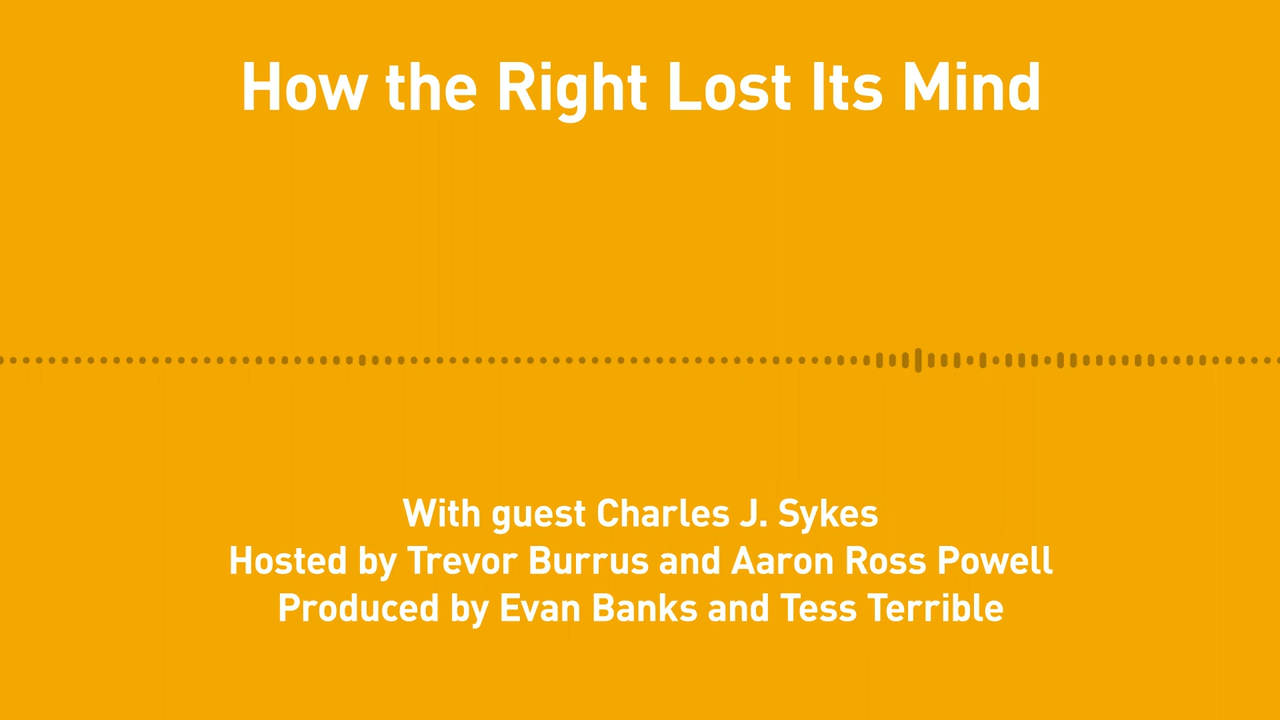 How the Right Lost Its Mind
With guest Charles J. Sykes
Hosted by Trevor Burrus and Aaron Ross Powell
Produced by Evan Banks and Tess Terrible